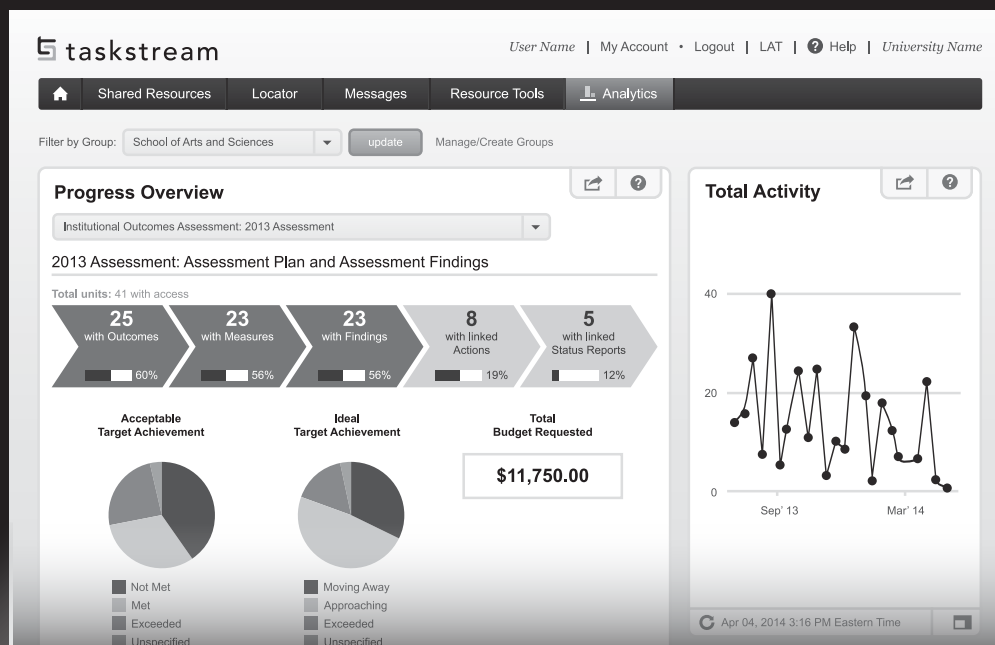 taskstream
User Name | My Account • Logout | LAT | ? Help | University Name
Shared Resources Locator Messages Resource Tools Analytics
Filter by Group: School of Arts and Sciences update Manage/Create Groups
Progress Overview
?
Institutional Outcomes Assessment: 2013 Assessment
2013 Assessment: Assessment Plan and Assessment Findings
Total units: 41 with access
25
with Outcomes
60%
23
with Measures
56%
23
with Findings
56%
8
with linked
Actions
19%
5
with linked
Status Reports
12%
Acceptable
Target Achievement
Not Met
Met
Exceeded
Unspecified
Ideal
Target Achievement
Moving Away
Approaching
Exceeded
Unspecified
Total
Budget Requested
$11,750.00
Total Activity
?
40
20
0
Sep' 13
Mar' 14
Apr 04, 2014 3:16 PM Eastern Time